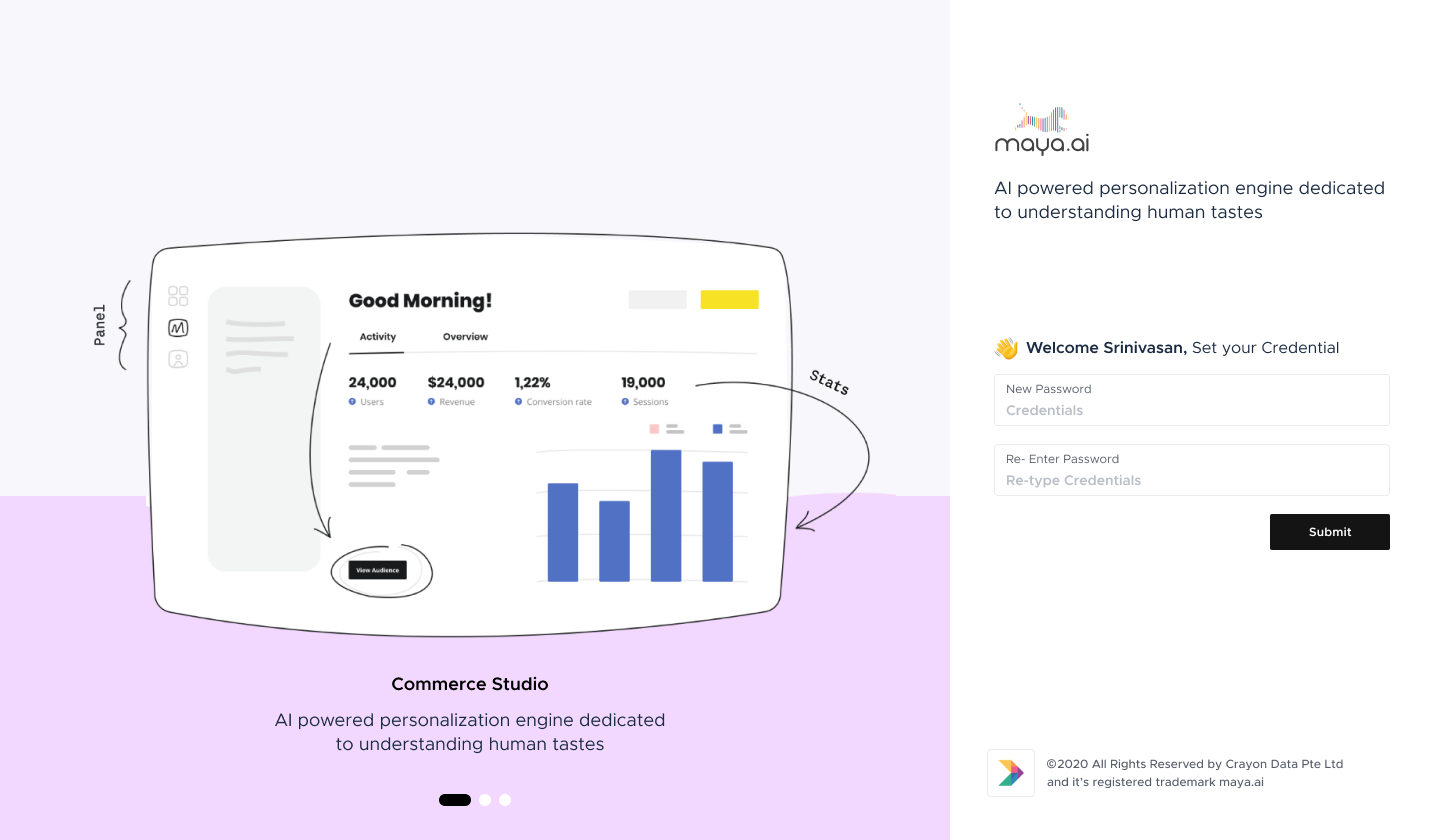 Panel
Good Morning!
Activity Overview
24,000 $24,000 1,22% 19,000
Users Revenue Conversion rate Sessions
Stats
View Audience
Commerce Studio
AI powered personalization engine dedicated
to understanding human tastes
maya.ai
AI powered personalization engine dedicated
to understanding human tastes
Welcome Srinivasan, Set your Credential
New Password
Credentials
Re- Enter Password
Re-type Credentials
Submit
©2020 All Rights Reserved by Crayon Data Pte Ltd
and it's registered trademark maya.ai